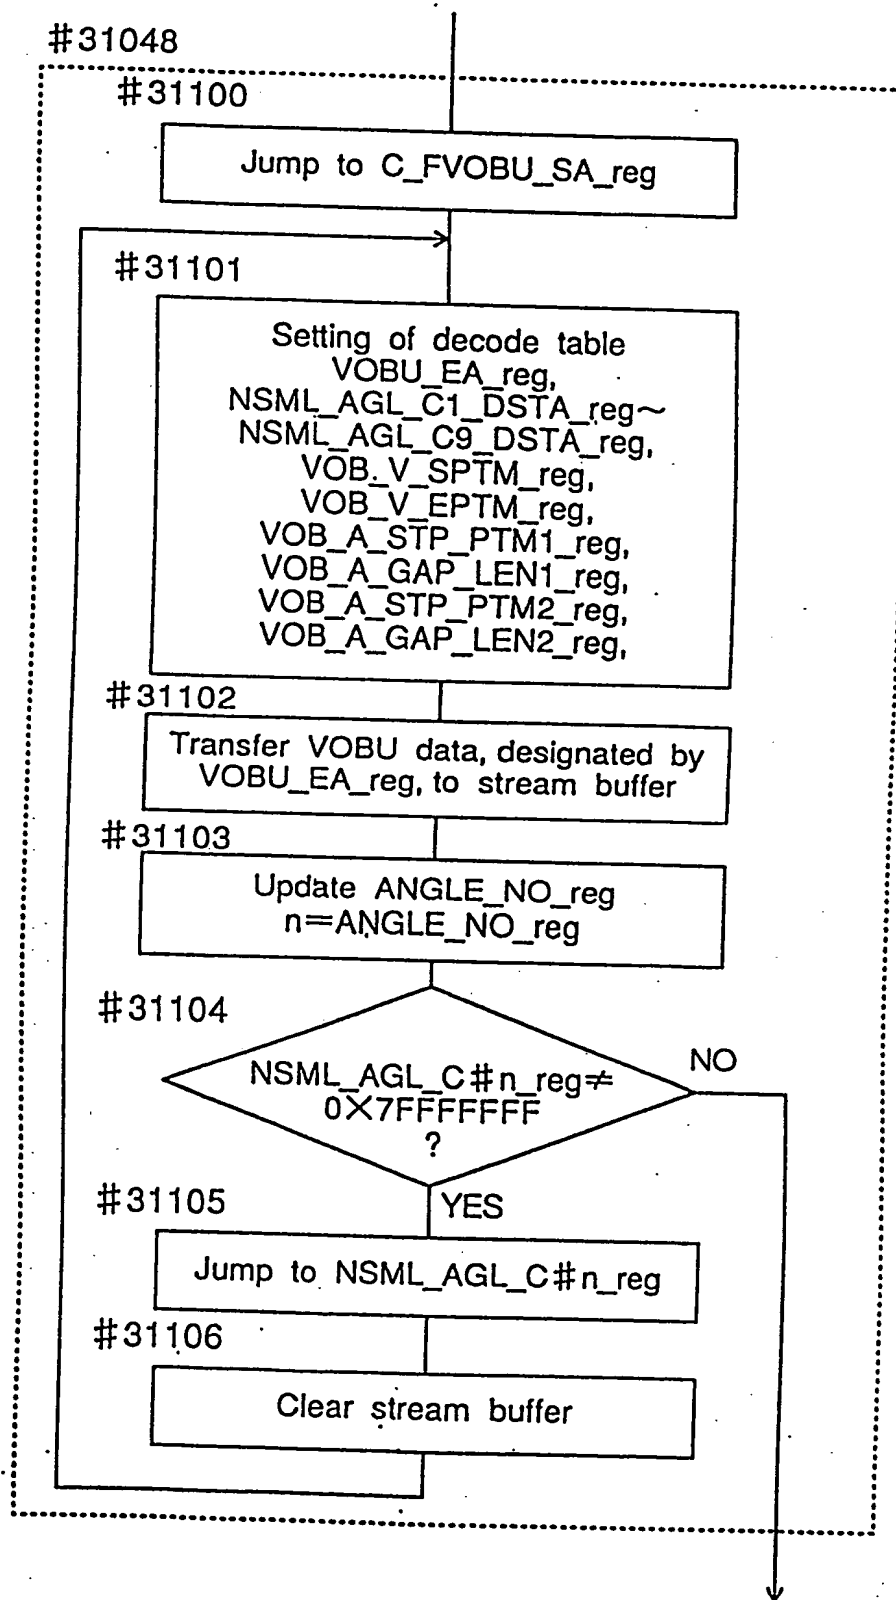 #31048
#31100
Jump to C_FVOBU_SA_reg
#31101
Setting of decode table
VOBU_EA_reg,
NSML_AGL_C1_DSTA_reg~
NSML_AGL_C9_DSTA_reg,
VOB_V_SPTM_reg,
VOB_V_EPTM_reg,
VOB_A_STP_PTM1_reg,
VOB_A_GAP_LEN1_reg,
VOB_A_STP_PTM2_reg,
VOB_A_GAP_LEN2_reg,
#31102
Transfer VOBU data, designated by
VOBU_EA_reg, to stream buffer
#31103
Update ANGLE_NO_reg
n=ANGLE_NO_reg
#31104
NSML_AGL_C#n_reg≠
0X7FFFFFFF
?
NO
YES
#31105
Jump to NSML_AGL_C#n_reg
#31106
Clear stream buffer